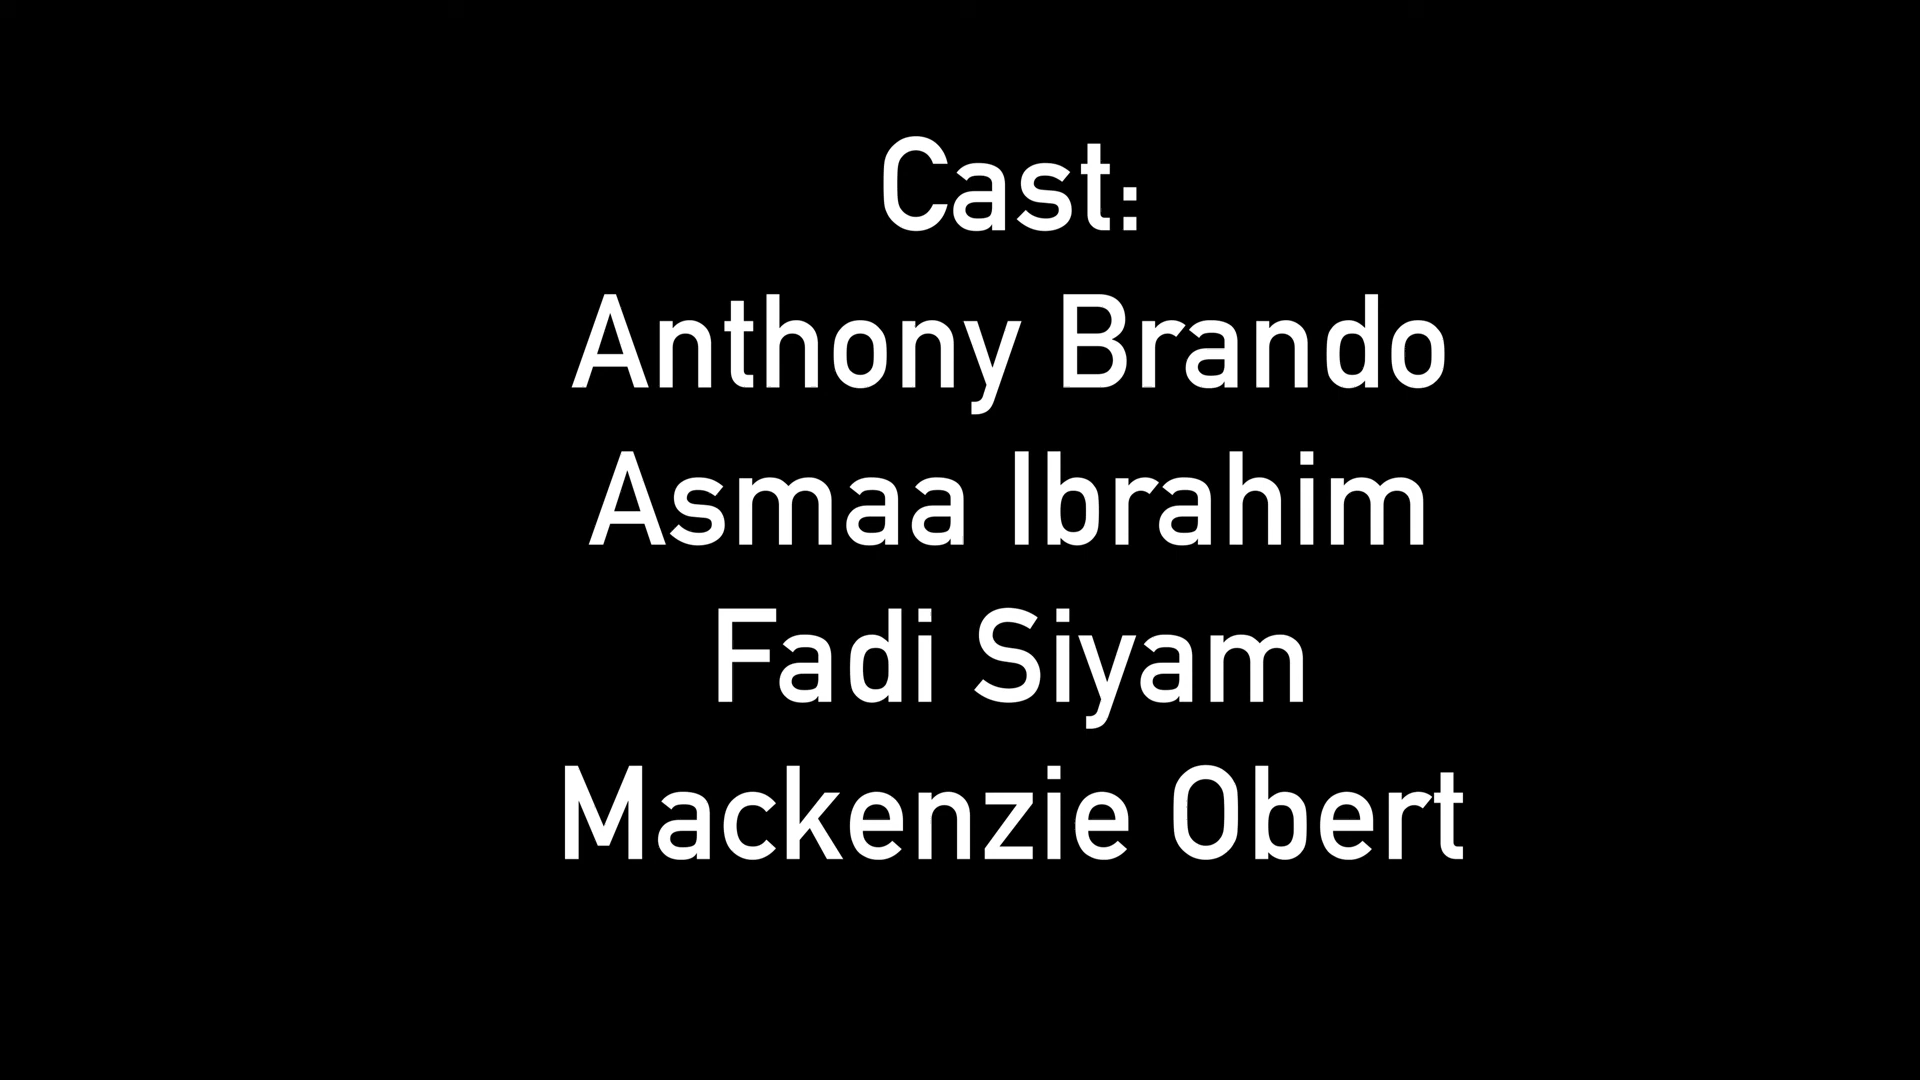 Cast:
Anthony Brando
Asmaa Ibrahim
Fadi Siyam
Mackenzie Obert